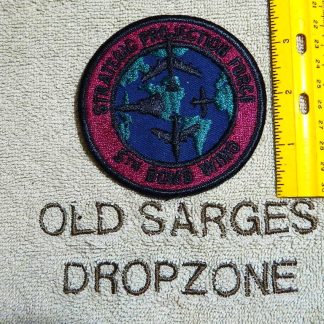 STRATEGIC PROJECTION FORCE
5TH BOMB WING
OLD SARGES
DROPZONE